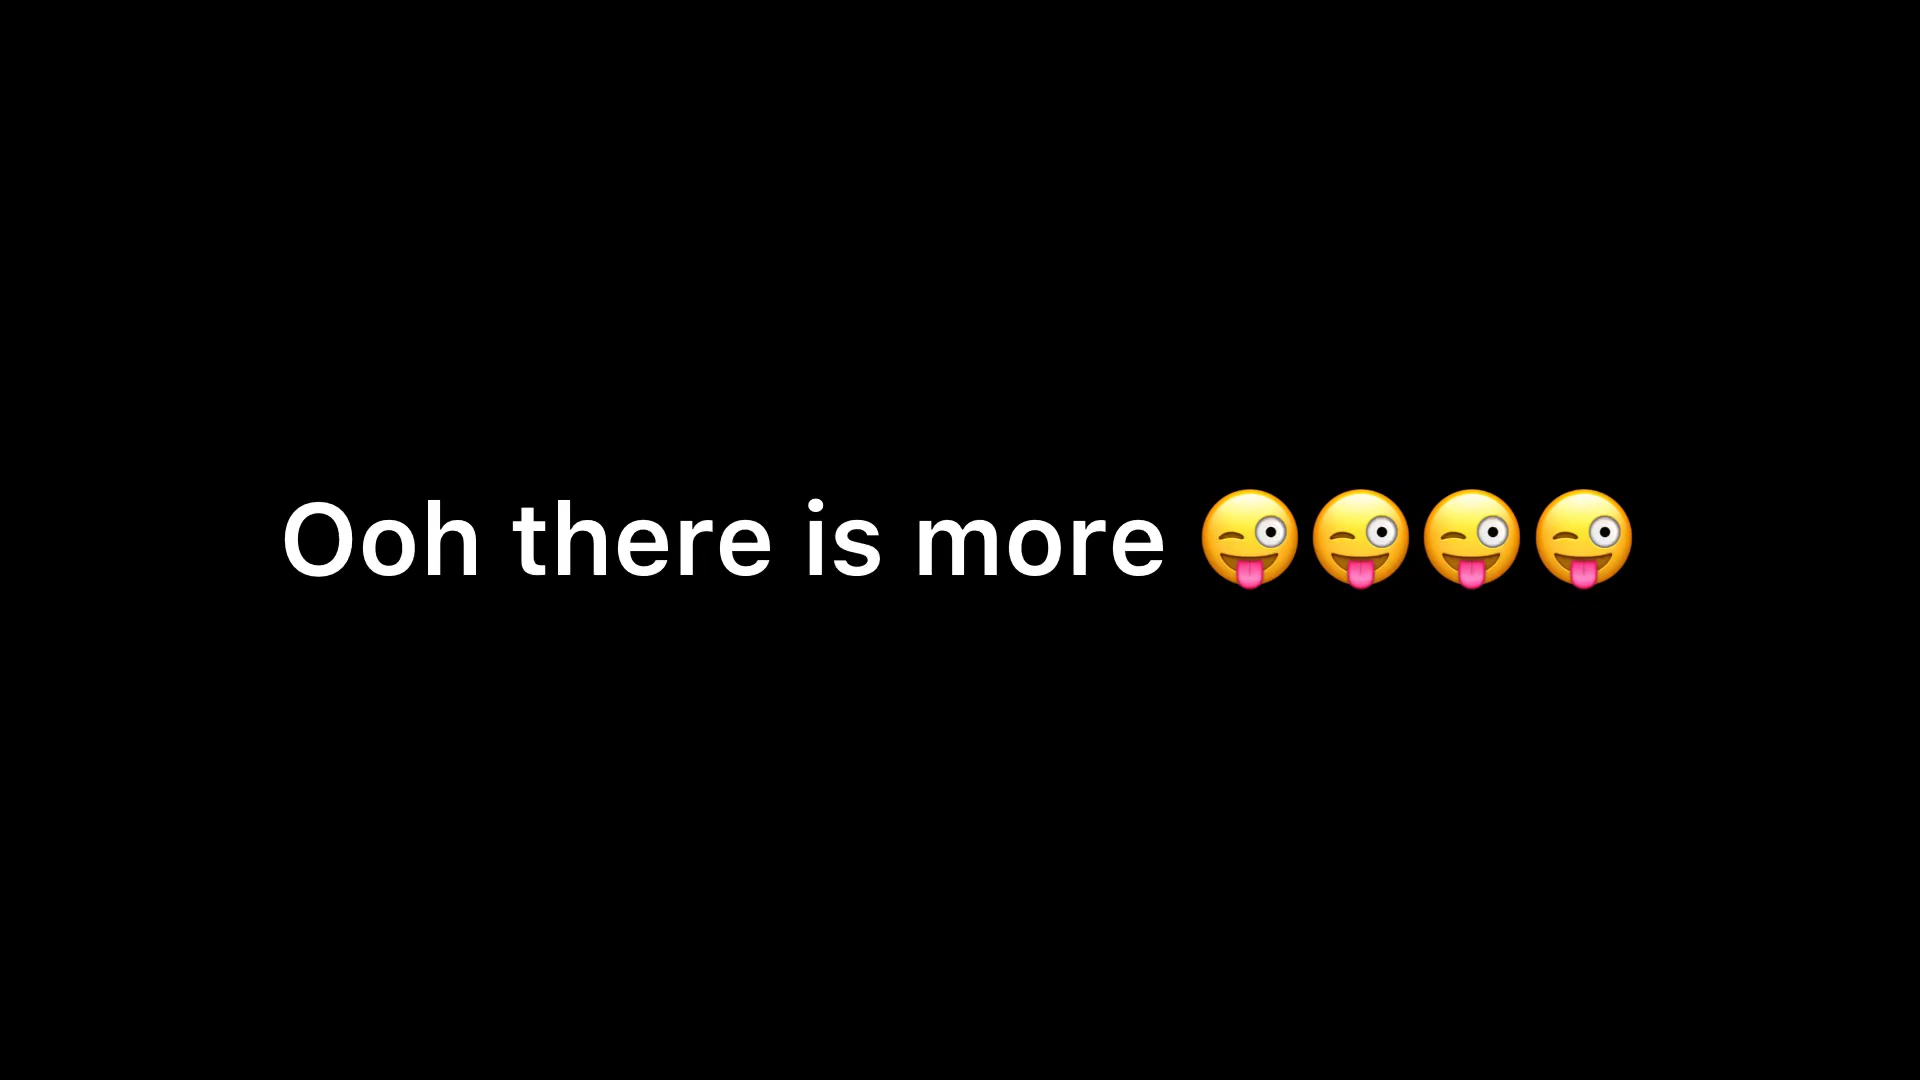 Ooh there is more 😜😜😜😜